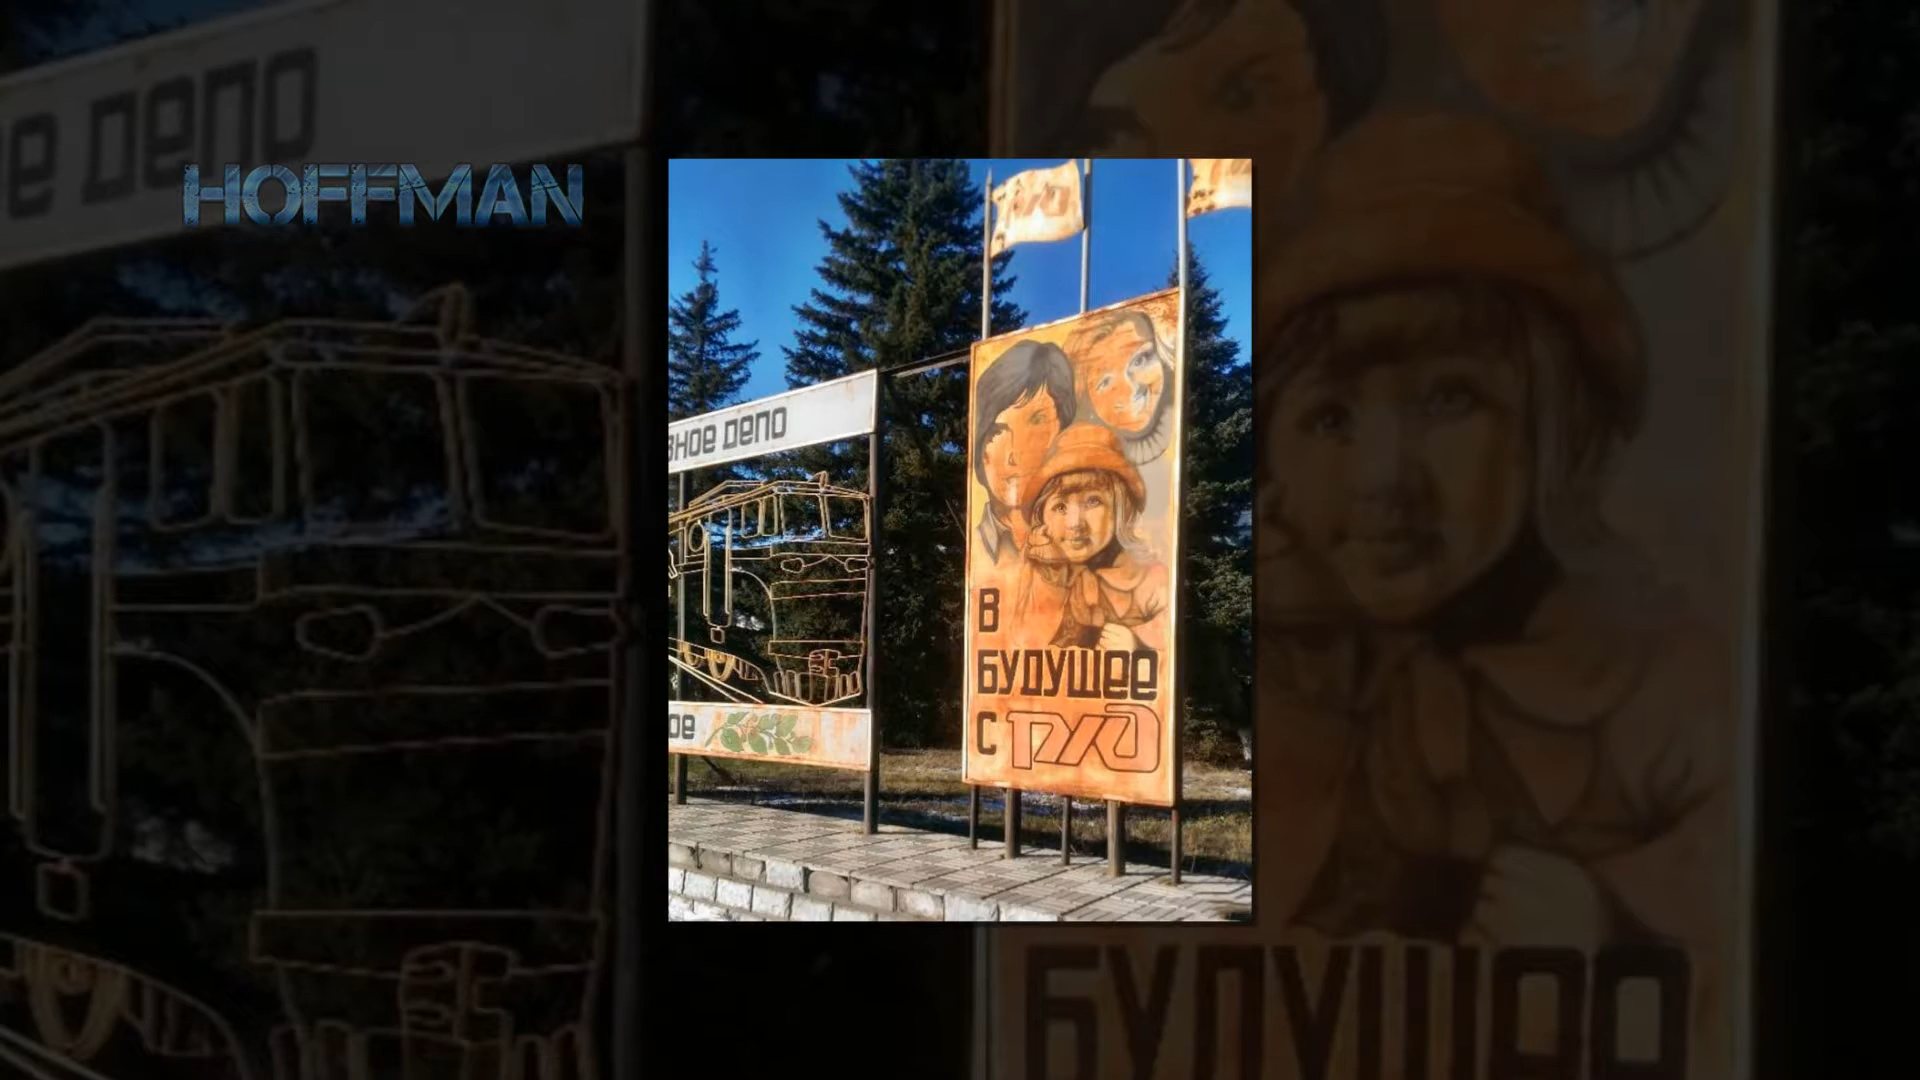 HOFFMAN
вное депо
ое
В
БУДУЩее
С РЖД